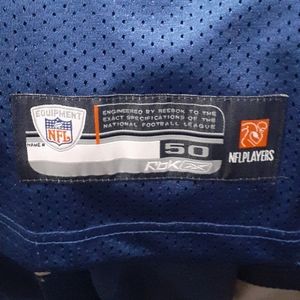 EQUIPMENT
NFL
NAME #
ENGINEERED BY REEBOK TO THE
EXACT SPECIFICATIONS OF THE
NATIONAL FOOTBALL LEAGUE
50
RBK
NFLPLAYERS